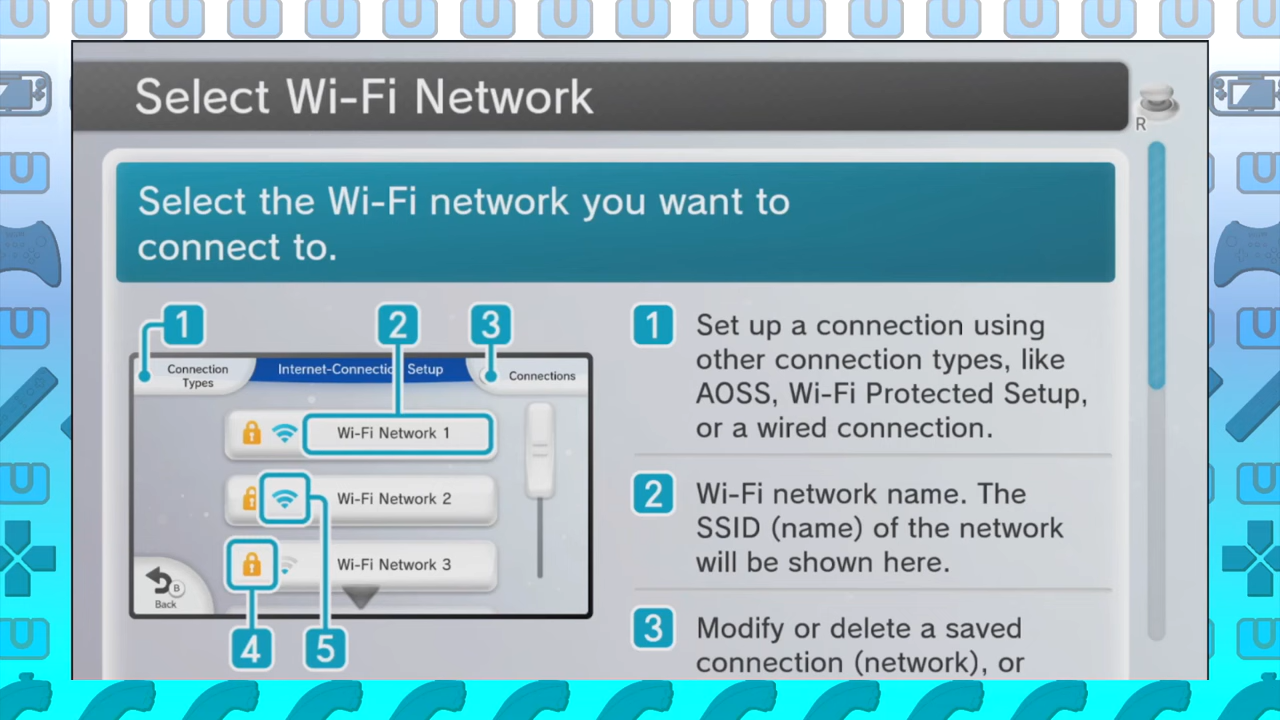 Select Wi-Fi Network
R
Select the Wi-Fi network you want to
connect to.
1
2
3
Connection
Types
Internet-Connectic Setup
Connections
Wi-Fi Network 1
Wi-Fi Network 2
Wi-Fi Network 3
B
Back
4
5
1
Set up a connection using
other connection types, like
AOSS, Wi-Fi Protected Setup,
or a wired connection.
2
Wi-Fi network name. The
SSID (name) of the network
will be shown here.
3
Modify or delete a saved
connection (network), or